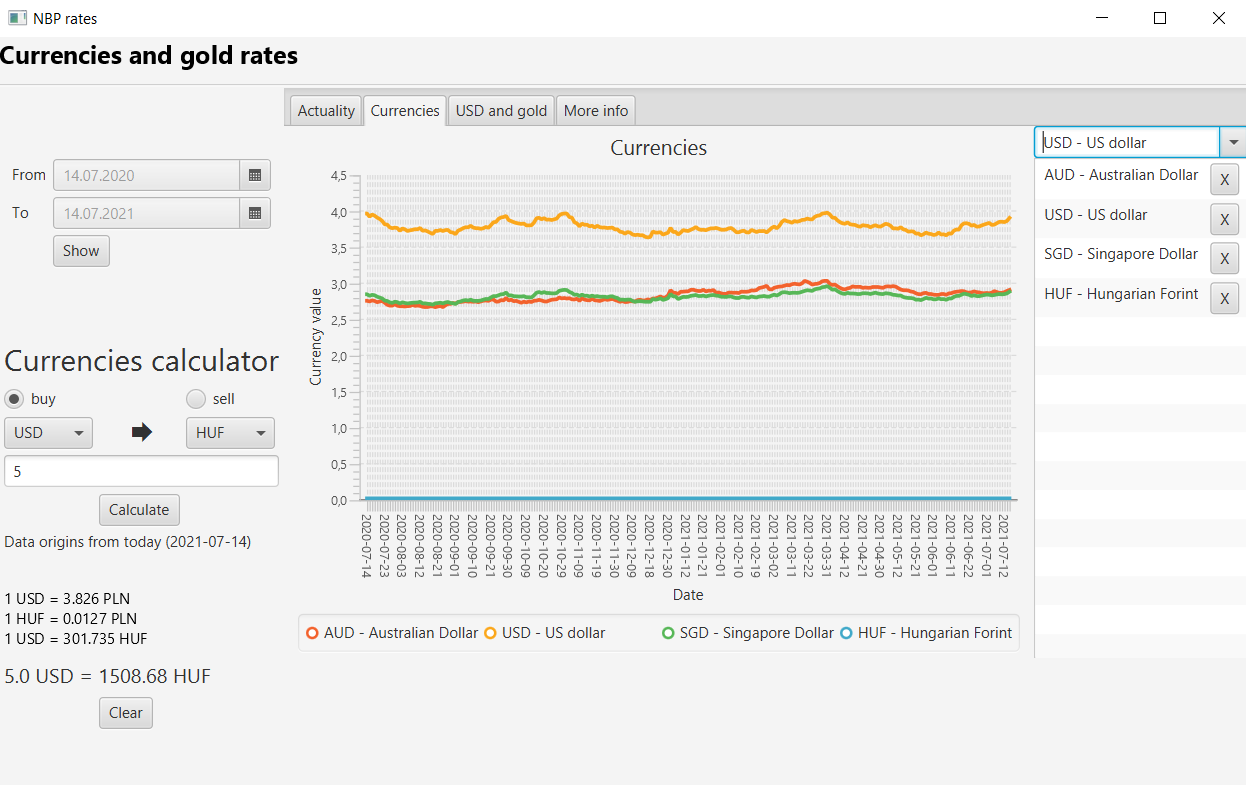 NBP rates
Currencies and gold rates
Actuality Currencies USD and gold More info
From 14.07.2020
To 14.07.2021
Show
Currencies calculator
buy sell
USD HUF
5
Calculate
Data origins from today (2021-07-14)
1 USD = 3.826 PLN
1 HUF = 0.0127 PLN
1 USD = 301.735 HUF
5.0 USD = 1508.68 HUF
Clear
Currencies
Currency value
4,5
4,0
3,5
3,0
2,5
2,0
1,5
1,0
0,5
0,0
2020-07-14
2020-07-23
2020-08-03
2020-08-12
2020-08-21
2020-09-01
2020-09-10
2020-09-21
2020-09-30
2020-10-09
2020-10-20
2020-10-29
2020-11-09
2020-11-19
2020-11-30
2020-12-09
2020-12-18
2020-12-30
2021-01-12
2021-01-21
2021-02-01
2021-02-10
2021-02-19
2021-03-02
2021-03-11
2021-03-22
2021-03-31
2021-04-12
2021-04-21
2021-04-30
2021-05-12
2021-05-21
2021-06-01
2021-06-11
2021-06-22
2021-07-01
2021-07-12
Date
AUD - Australian Dollar USD - US dollar SGD - Singapore Dollar HUF - Hungarian Forint
USD - US dollar
AUD - Australian Dollar X
USD - US dollar X
SGD - Singapore Dollar X
HUF - Hungarian Forint X